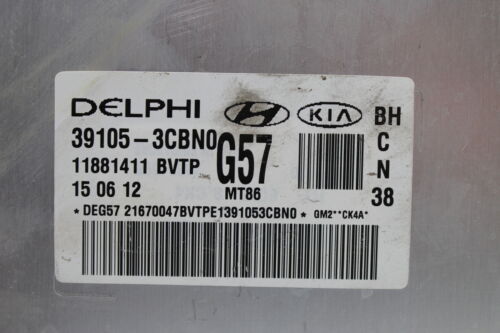 DELPHI KIA BH
39105-3CBN0 G57 C
11881411 BVTP N
15 06 12 MT86 38
*DEG57 21670047BVTPE1391053CBN0* GM2**CK4A*